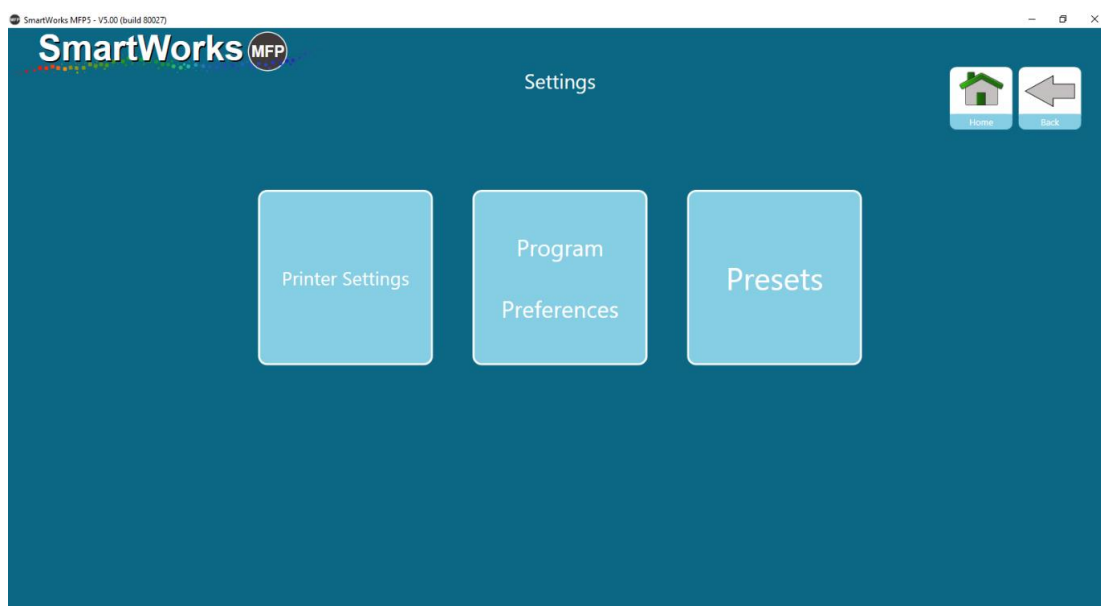 SmartWorks MFP5 - V5.00 (build 80027)
SmartWorks MFP
Settings
Home
Back
Printer Settings
Program
Preferences
Presets